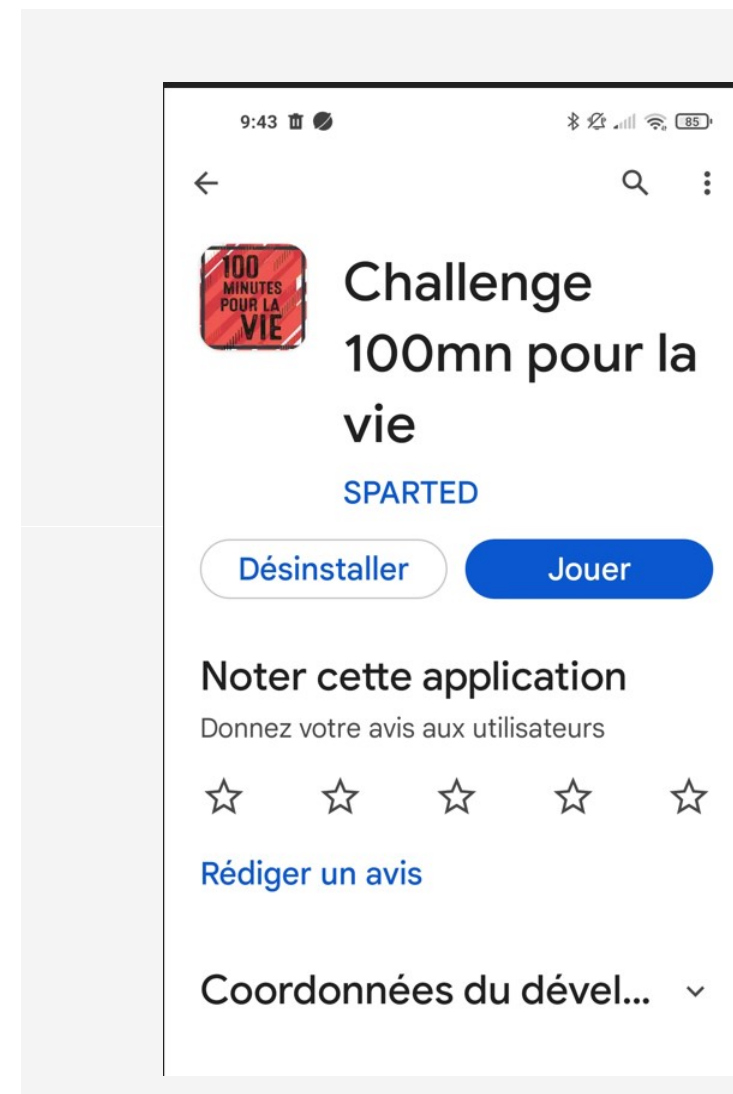 9:43
85
100
MINUTES
POUR LA
VIE
Challenge
100mn pour la
vie
SPARTED
Désinstaller
Jouer
Noter cette application
Donnez votre avis aux utilisateurs
Rédiger un avis
Coordonnées du dével...